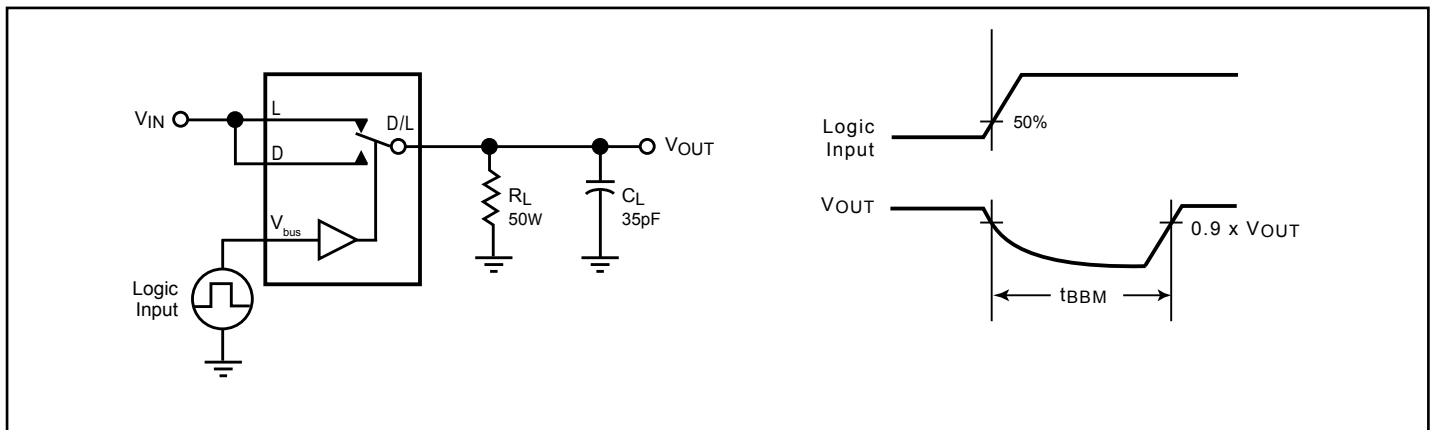 VIN
L
D
D/L
VOUT
RL
50W
CL
35pF
Vbus
Logic
Input
Logic
Input
50%
VOUT
0.9 x VOUT
tBBM